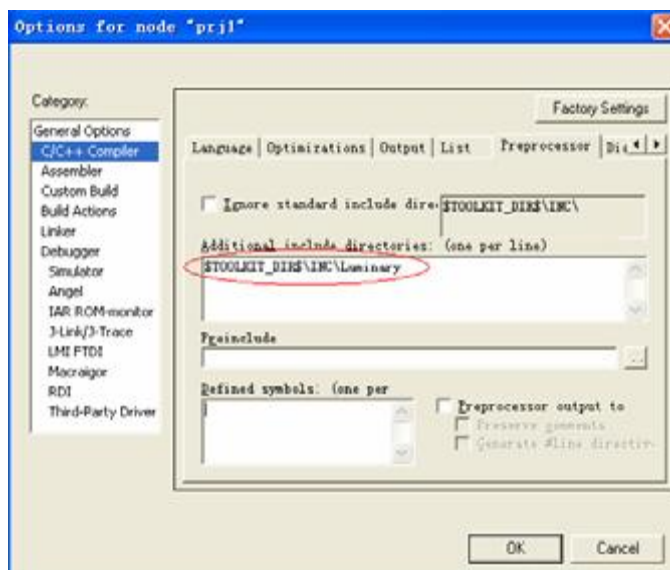 Options for node "prj1"
Category:
General Options
C/C++ Compiler
Assembler
Custom Build
Build Actions
Linker
Debugger
Simulator
Angel
IAR ROM-monitor
J-Link/J-Trace
LMI FTDI
Macraigor
RDI
Third-Party Driver
Factory Settings
Language Optimizations Output List Preprocessor Dia
Ignore standard include dire $TOOLKIT_DIR$\INC\
Additional include directories: (one per line)
$TOOLKIT_DIR$\INC\Luminary
Preinclude
...
Defined symbols: (one per
Preprocessor output to
Preserve comments
Generate #line directiv
OK Cancel